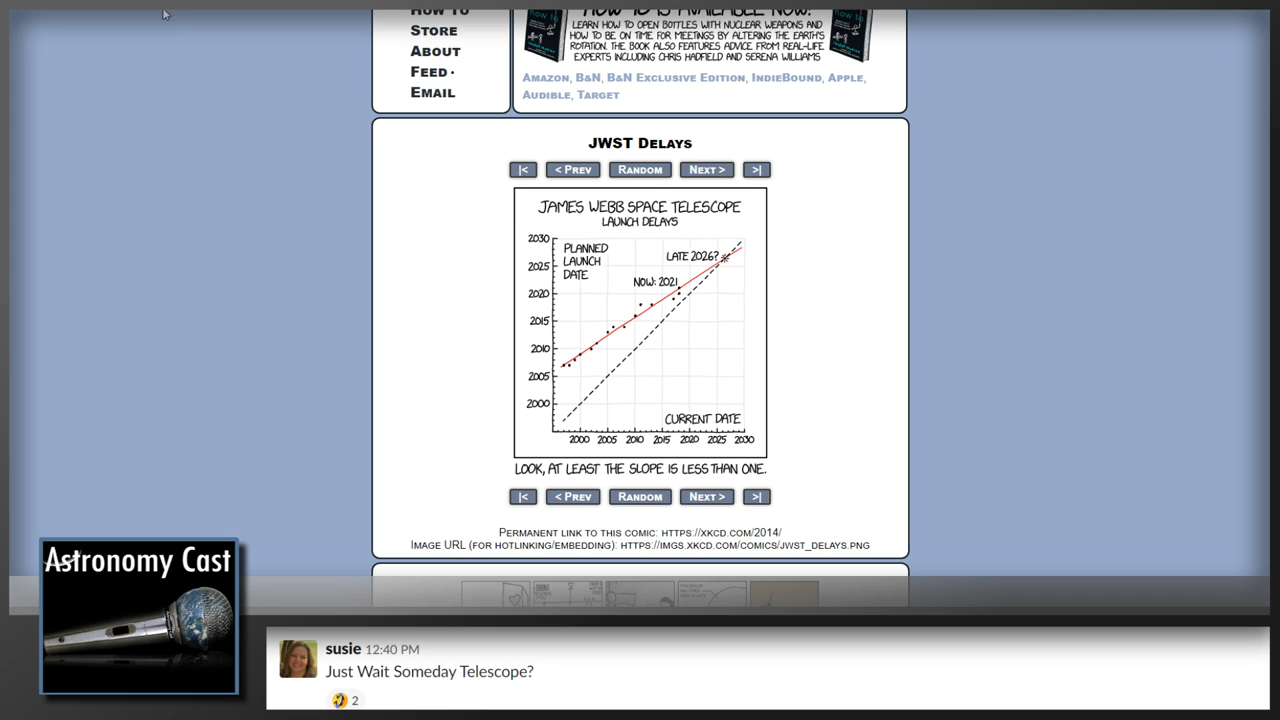 HOW TO
STORE
ABOUT
FEED •
EMAIL
HOW TO IS AVAILABLE NOW!
LEARN HOW TO OPEN BOTTLES WITH NUCLEAR WEAPONS AND
HOW TO BE ON TIME FOR MEETINGS BY ALTERING THE EARTH'S
ROTATION. THE BOOK ALSO FEATURES ADVICE FROM REAL-LIFE
EXPERTS INCLUDING CHRIS HADFIELD AND SERENA WILLIAMS
how to
how to
AMAZON, B&N, B&N EXCLUSIVE EDITION, INDIEBOUND, APPLE,
AUDIBLE, TARGET
JWST DELAYS
|< < PREV RANDOM NEXT > >|
JAMES WEBB SPACE TELESCOPE
LAUNCH DELAYS
PLANNED
LAUNCH
DATE
LATE 2026?
NOW: 2021
2030
2025
2020
2015
2010
2005
2000
CURRENT DATE
2000 2005 2010 2015 2020 2025 2030
LOOK, AT LEAST THE SLOPE IS LESS THAN ONE.
|< < PREV RANDOM NEXT > >|
PERMANENT LINK TO THIS COMIC: HTTPS://XKCD.COM/2014/
IMAGE URL (FOR HOTLINKING/EMBEDDING): HTTPS://IMGS.XKCD.COM/COMICS/JWST_DELAYS.PNG
Astronomy Cast
susie 12:40 PM
Just Wait Someday Telescope?
2